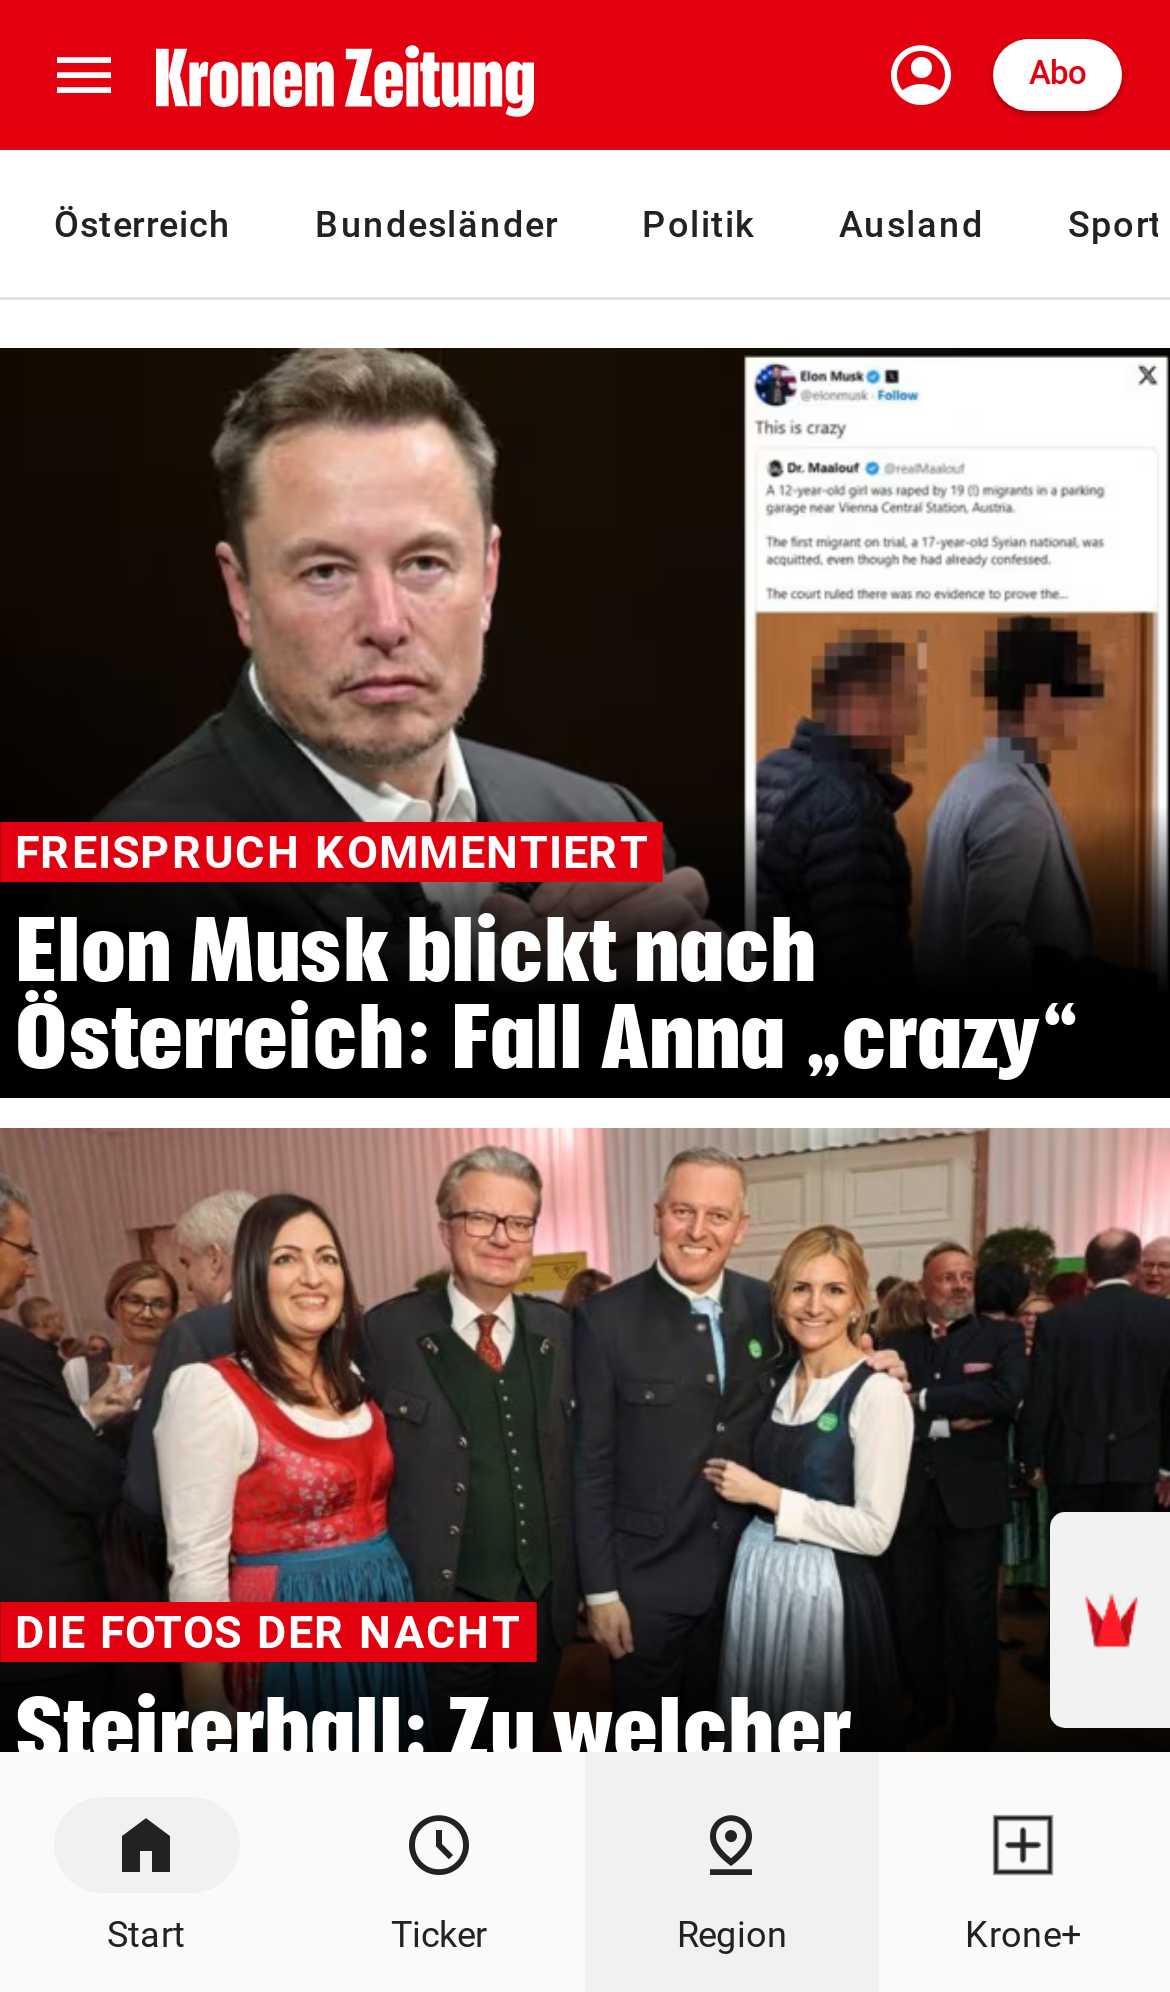 Kronen Zeitung
Abo
Österreich
Bundesländer
Politik
Ausland
Sport
Elon Musk
@elonmusk · Follow
X
This is crazy
Dr. Maalouf @realMaalouf
A 12-year-old girl was raped by 19 (!) migrants in a parking
garage near Vienna Central Station, Austria.
The first migrant on trial, a 17-year-old Syrian national, was
acquitted, even though he had already confessed.
The court ruled there was no evidence to prove the...
FREISPRUCH KOMMENTIERT
Elon Musk blickt nach
Österreich: Fall Anna „crazy“
DIE FOTOS DER NACHT
Steirerball: Zu welcher
Start
Ticker
Region
Krone+